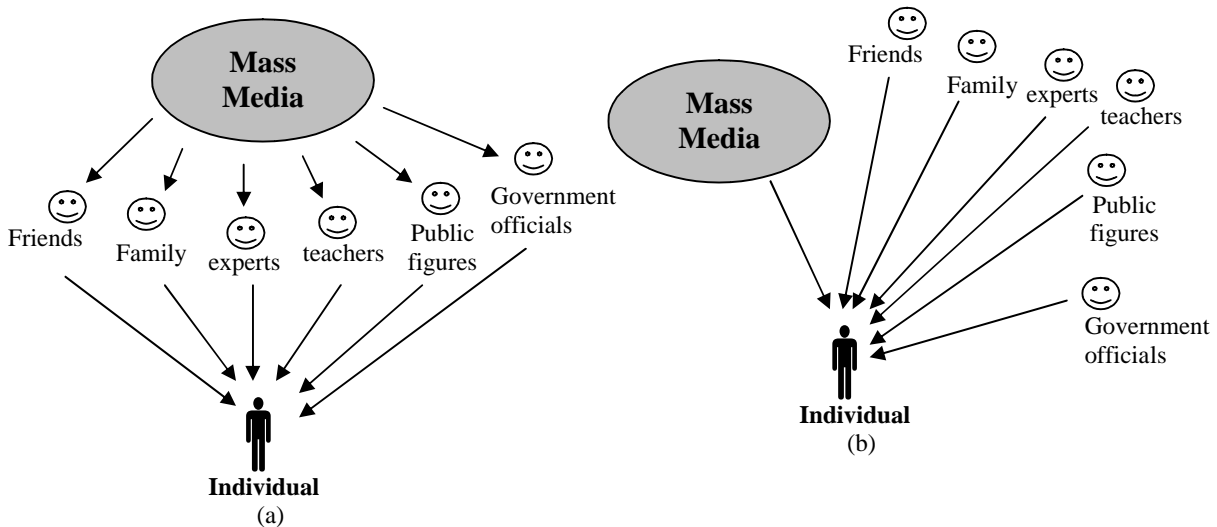 Mass
Media
Friends
Family
experts
teachers
Public
figures
Government
officials
Individual
(a)
Mass
Media
Friends
Family
experts
teachers
Public
figures
Government
officials
Individual
(b)